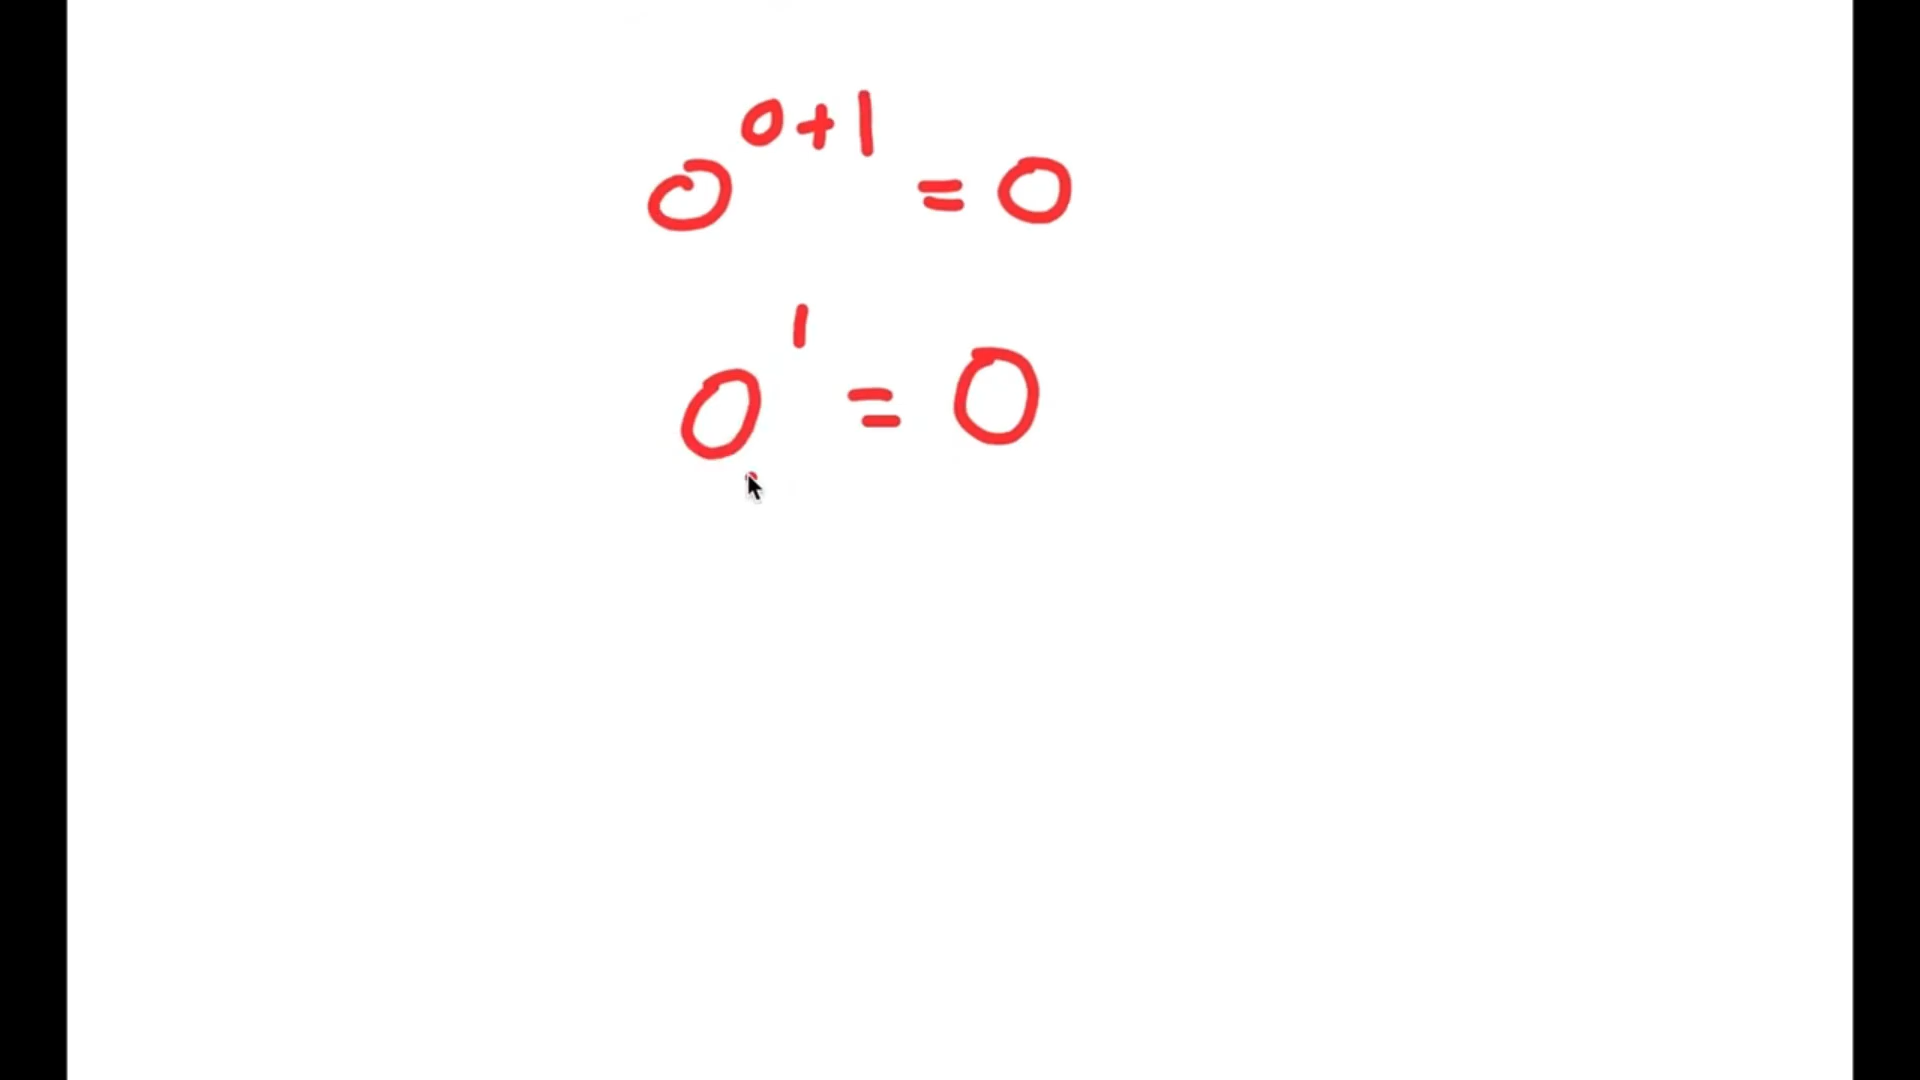 0^{0+1} = 0
0^1 = 0